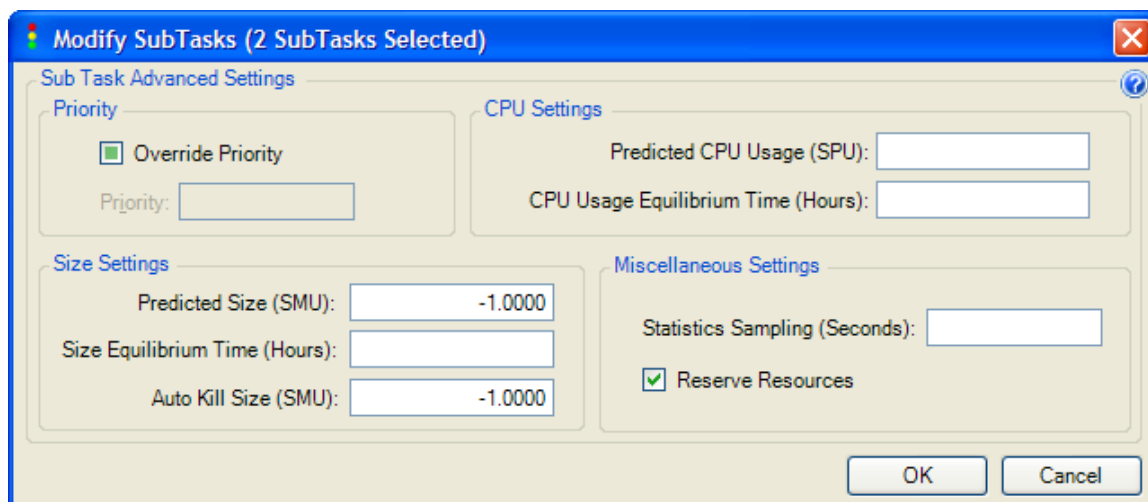 Modify SubTasks (2 SubTasks Selected)
Sub Task Advanced Settings
Priority
Override Priority
Priority:
CPU Settings
Predicted CPU Usage (SPU):
CPU Usage Equilibrium Time (Hours):
Size Settings
Predicted Size (SMU): -1.0000
Size Equilibrium Time (Hours):
Auto Kill Size (SMU): -1.0000
Miscellaneous Settings
Statistics Sampling (Seconds):
Reserve Resources
OK Cancel